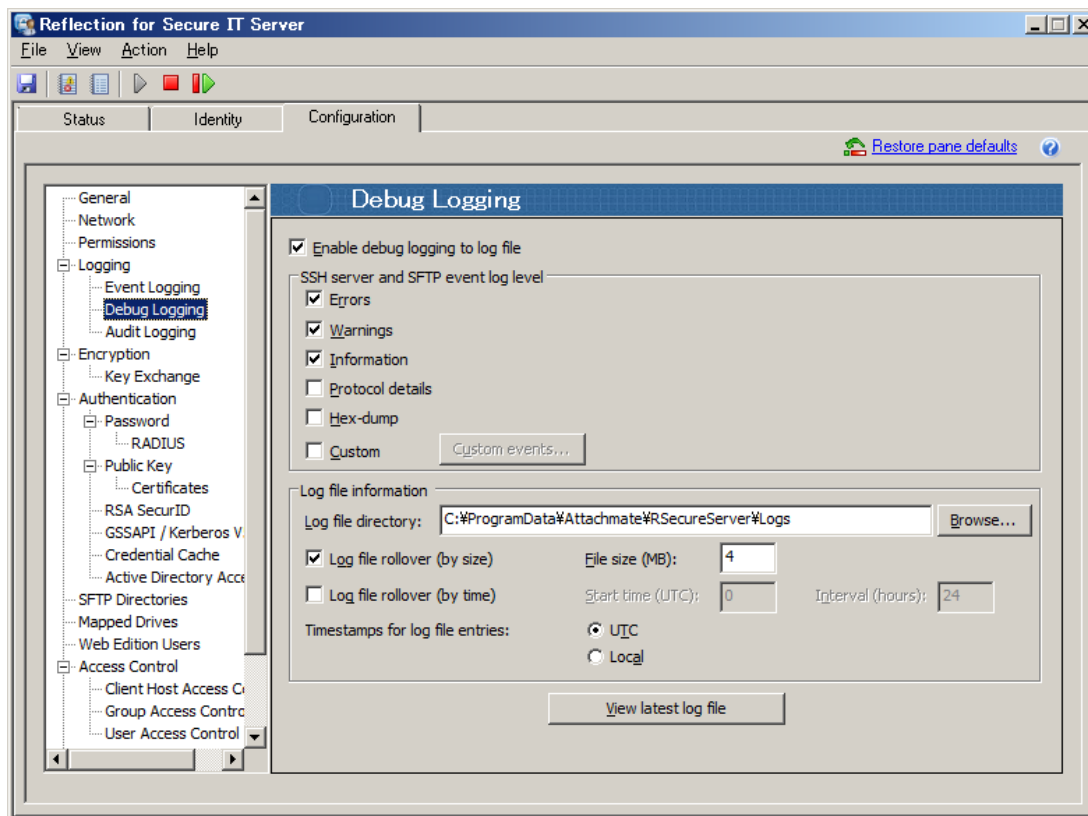 Reflection for Secure IT Server
File View Action Help
Status Identity Configuration
Restore pane defaults
General
Network
Permissions
Logging
Event Logging
Debug Logging
Audit Logging
Encryption
Key Exchange
Authentication
Password
RADIUS
Public Key
Certificates
RSA SecurID
GSSAPI / Kerberos V
Credential Cache
Active Directory Acce
SFTP Directories
Mapped Drives
Web Edition Users
Access Control
Client Host Access C
Group Access Contro
User Access Control
Debug Logging
Enable debug logging to log file
SSH server and SFTP event log level
Errors
Warnings
Information
Protocol details
Hex-dump
Custom Custom events...
Log file information
Log file directory: C:¥ProgramData¥Attachmate¥RSecureServer¥Logs Browse...
Log file rollover (by size) File size (MB): 4
Log file rollover (by time) Start time (UTC): 0 Interval (hours): 24
Timestamps for log file entries: UTC
Local
View latest log file